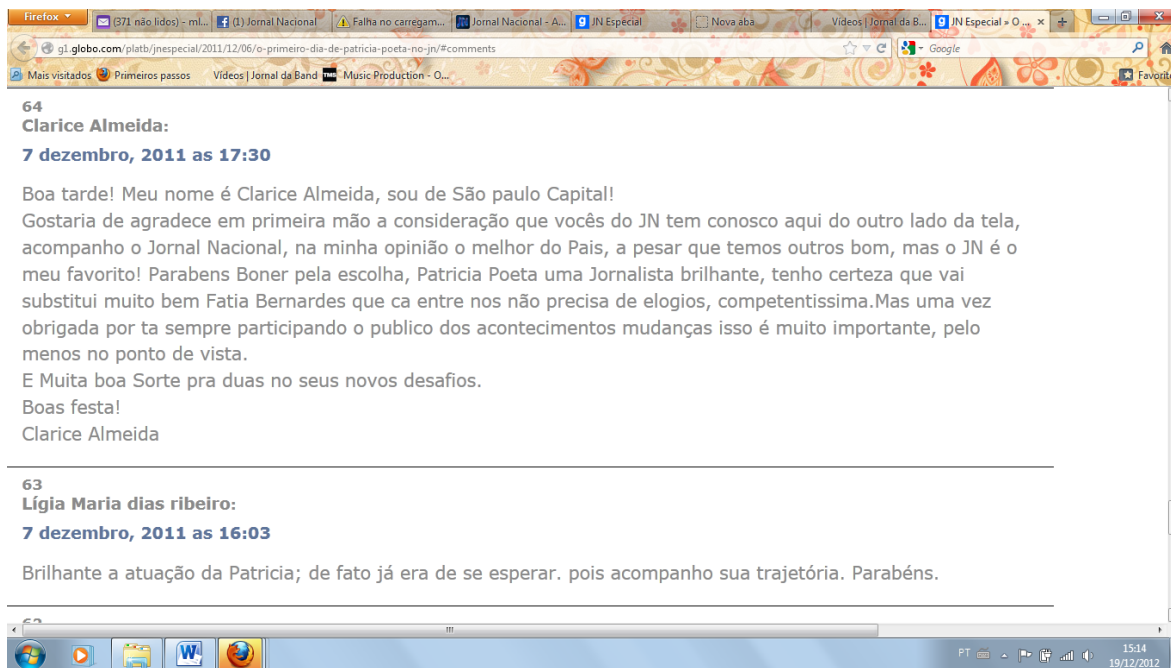 Firefox
(371 não lidos) - ml...
(1) Jornal Nacional
Falha no carregam...
Jornal Nacional - A...
JN Especial
Nova aba
Vídeos | Jornal da B...
JN Especial » O ...
g1.globo.com/platb/jnespecial/2011/12/06/o-primeiro-dia-de-patricia-poeta-no-jn/#comments
Google
Mais visitados
Primeiros passos
Vídeos | Jornal da Band
Music Production - O...
Favorit
64
Clarice Almeida:
7 dezembro, 2011 as 17:30
Boa tarde! Meu nome é Clarice Almeida, sou de São paulo Capital!
Gostaria de agradece em primeira mão a consideração que vocês do JN tem conosco aqui do outro lado da tela,
acompanho o Jornal Nacional, na minha opinião o melhor do Pais, a pesar que temos outros bom, mas o JN é o
meu favorito! Parabens Boner pela escolha, Patricia Poeta uma Jornalista brilhante, tenho certeza que vai
substitui muito bem Fatia Bernardes que ca entre nos não precisa de elogios, competentissima.Mas uma vez
obrigada por ta sempre participando o publico dos acontecimentos mudanças isso é muito importante, pelo
menos no ponto de vista.
E Muita boa Sorte pra duas no seus novos desafios.
Boas festa!
Clarice Almeida
63
Lígia Maria dias ribeiro:
7 dezembro, 2011 as 16:03
Brilhante a atuação da Patricia; de fato já era de se esperar. pois acompanho sua trajetória. Parabéns.
PT
15:14
19/12/2012